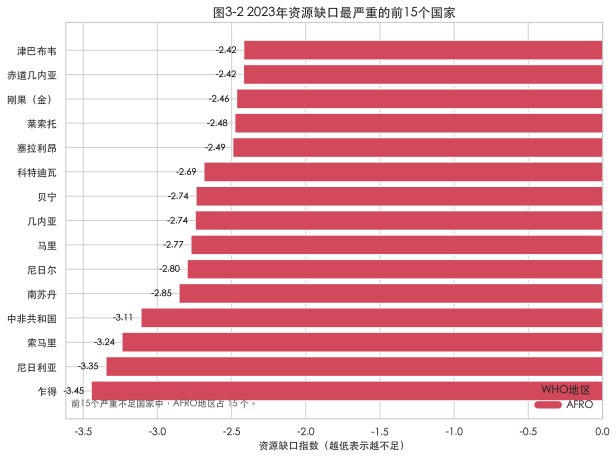 图3-2 2023年资源缺口最严重的前15个国家
津巴布韦 -2.42
赤道几内亚 -2.42
刚果（金） -2.46
莱索托 -2.48
塞拉利昂 -2.49
科特迪瓦 -2.69
贝宁 -2.74
几内亚 -2.74
马里 -2.77
尼日尔 -2.80
南苏丹 -2.85
中非共和国 -3.11
索马里 -3.24
尼日利亚 -3.35
乍得 -3.45
WHO地区
AFRO
前15个严重不足国家中，AFRO地区占 15 个。
-3.5 -3.0 -2.5 -2.0 -1.5 -1.0 -0.5 0.0
资源缺口指数（越低表示越不足）